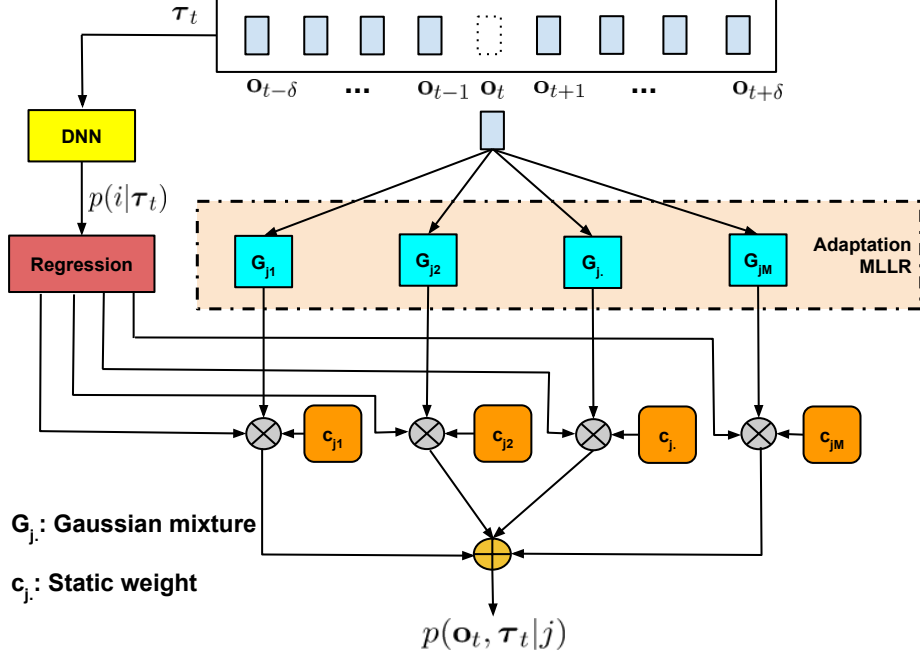 τ_t
o_{t−δ} ... o_{t−1} o_t o_{t+1} ... o_{t+δ}
DNN
p(i|τ_t)
Regression
G_{j1} G_{j2} G_{j.} G_{jM}
Adaptation
MLLR
c_{j1} c_{j2} c_{j.} c_{jM}
G_{j.}: Gaussian mixture
c_{j.}: Static weight
p(o_t, τ_t|j)